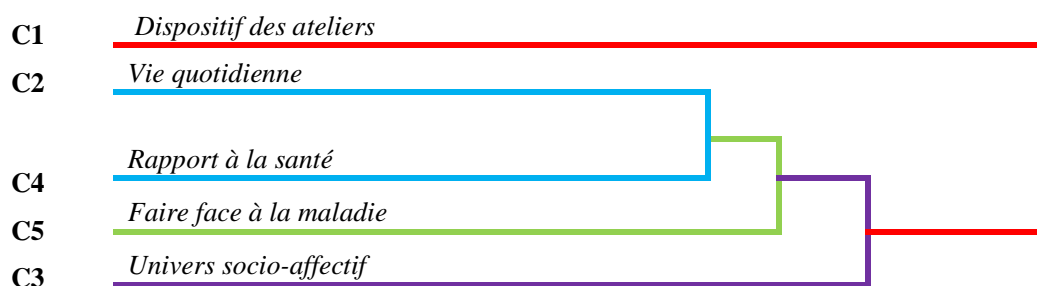 C1 Dispositif des ateliers
C2 Vie quotidienne
C4 Rapport à la santé
C5 Faire face à la maladie
C3 Univers socio-affectif